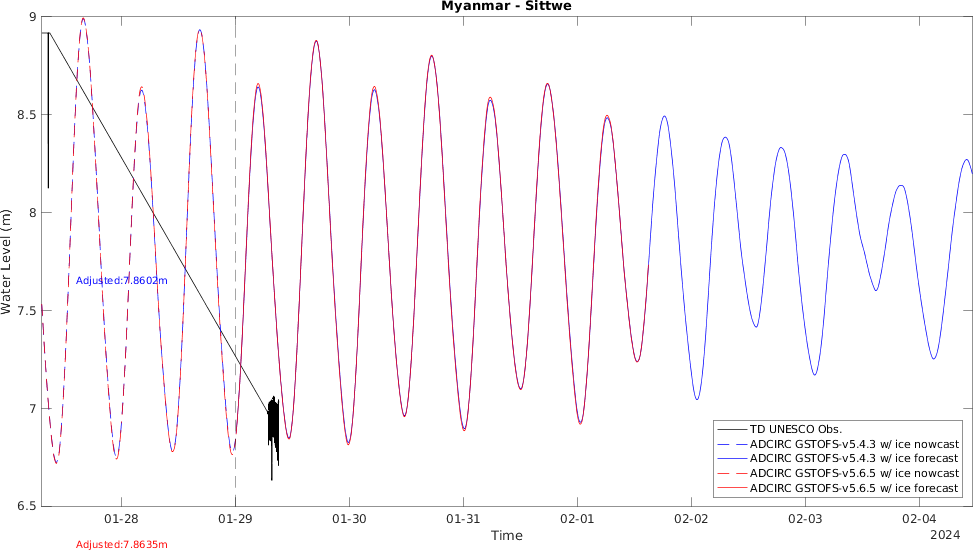 Myanmar - Sittwe
9
8.5
8
7.5
7
6.5
Water Level (m)
Adjusted:7.8602m
TD UNESCO Obs.
ADCIRC GSTOFS-v5.4.3 w/ ice nowcast
ADCIRC GSTOFS-v5.4.3 w/ ice forecast
ADCIRC GSTOFS-v5.6.5 w/ ice nowcast
ADCIRC GSTOFS-v5.6.5 w/ ice forecast
01-28 01-29 01-30 01-31 02-01 02-02 02-03 02-04
Time
2024
Adjusted:7.8635m